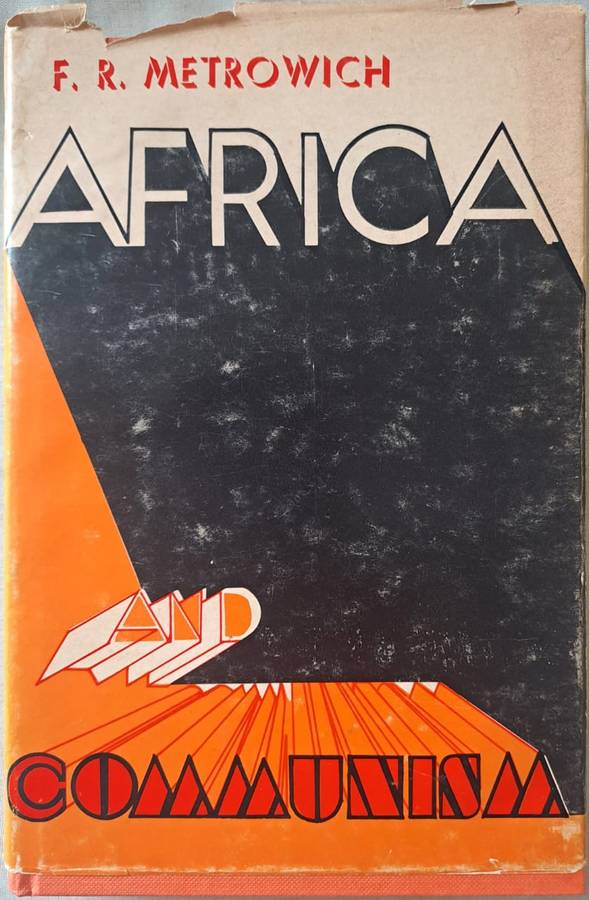 F. R. METROWICH
AFRICA
AND
COMMUNISM